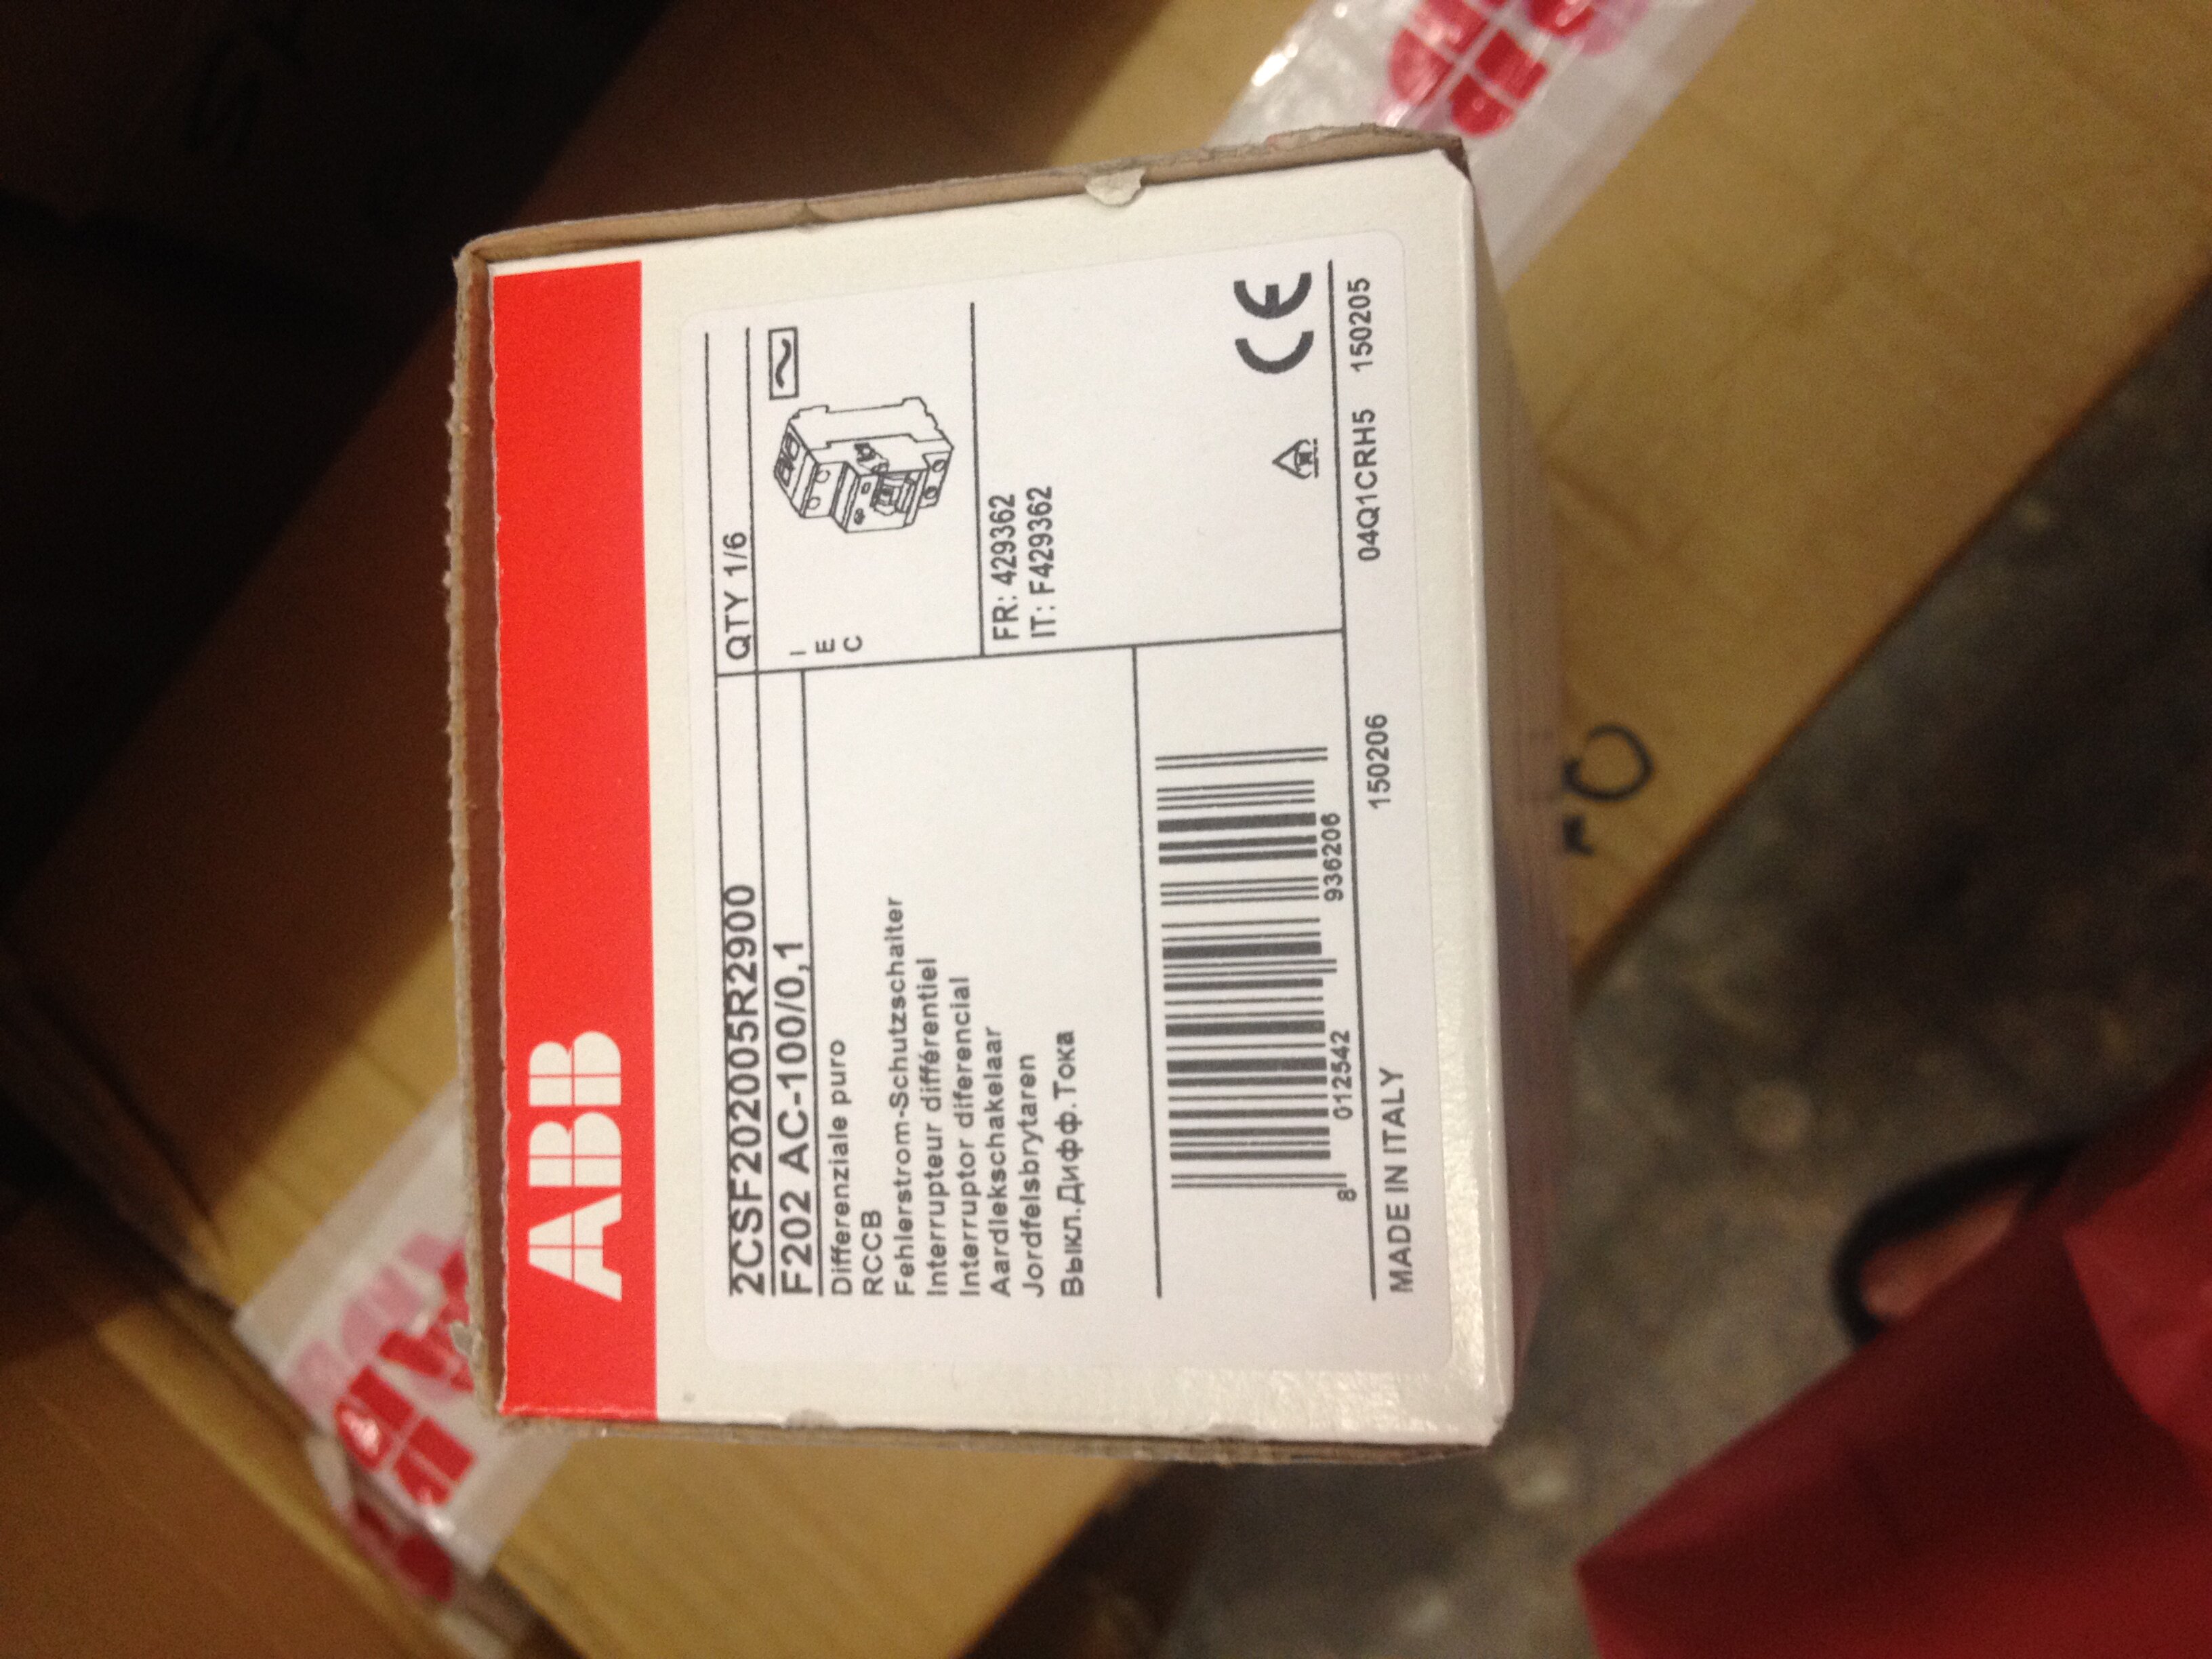 ABB
2CSF202005R2900
QTY 1/6
F202 AC-100/0,1
I
E
C
Differenziale puro
RCCB
Fehlerstrom-Schutzschalter
Interrupteur différentiel
Interruptor diferencial
Aardlekschakelaar
Jordfelsbrytaren
Выкл.Дифф.Тока
FR: 429362
IT: F429362
8 012542 936206
CE
MADE IN ITALY 150206 04Q1CRH5 150205